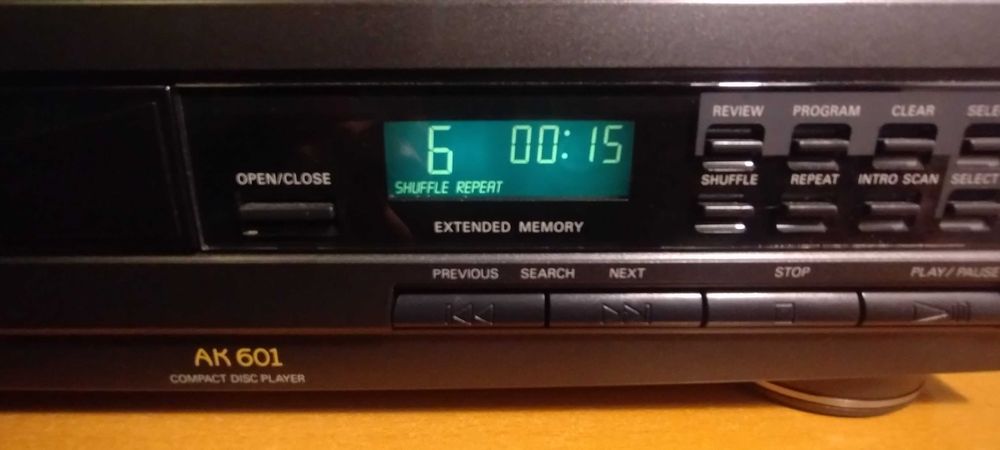 REVIEW PROGRAM CLEAR
6 00:15
SHUFFLE REPEAT
OPEN/CLOSE
SHUFFLE REPEAT INTRO SCAN SELECT
EXTENDED MEMORY
PREVIOUS SEARCH NEXT STOP PLAY/PAUSE
AK 601
COMPACT DISC PLAYER